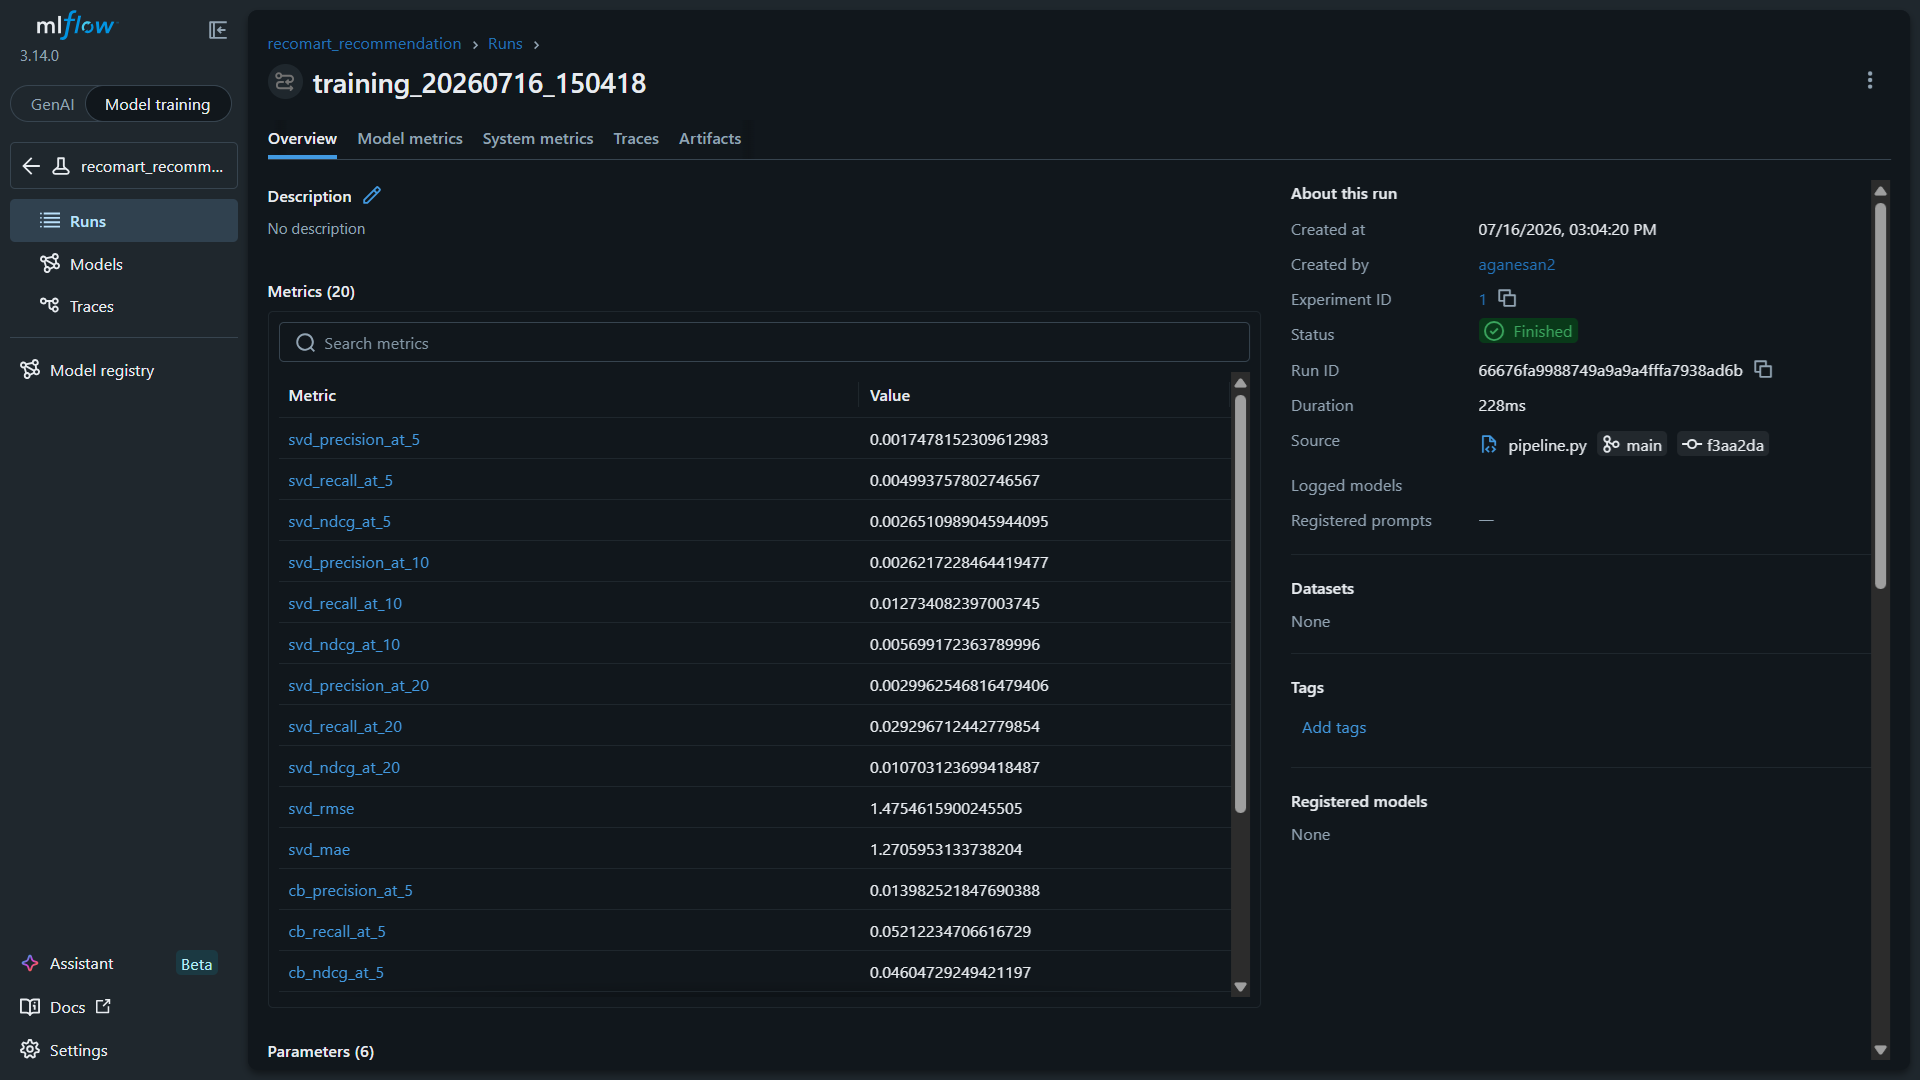 mlflow
3.14.0
GenAI
Model training
recomart_recomm...
Runs
Models
Traces
Model registry
Assistant
Beta
Docs
Settings
recomart_recommendation > Runs >
training_20260716_150418
Overview
Model metrics
System metrics
Traces
Artifacts
Description
No description
Metrics (20)
Search metrics
Metric Value
svd_precision_at_5 0.0017478152309612983
svd_recall_at_5 0.004993757802746567
svd_ndcg_at_5 0.0026510989045944095
svd_precision_at_10 0.0026217228464419477
svd_recall_at_10 0.012734082397003745
svd_ndcg_at_10 0.005699172363789996
svd_precision_at_20 0.0029962546816479406
svd_recall_at_20 0.029296712442779854
svd_ndcg_at_20 0.010703123699418487
svd_rmse 1.4754615900245505
svd_mae 1.2705953133738204
cb_precision_at_5 0.013982521847690388
cb_recall_at_5 0.05212234706616729
cb_ndcg_at_5 0.04604729249421197
Parameters (6)
About this run
Created at 07/16/2026, 03:04:20 PM
Created by aganesan2
Experiment ID 1
Status Finished
Run ID 66676fa9988749a9a9a4fffa7938ad6b
Duration 228ms
Source pipeline.py main f3aa2da
Logged models
Registered prompts —
Datasets
None
Tags
Add tags
Registered models
None